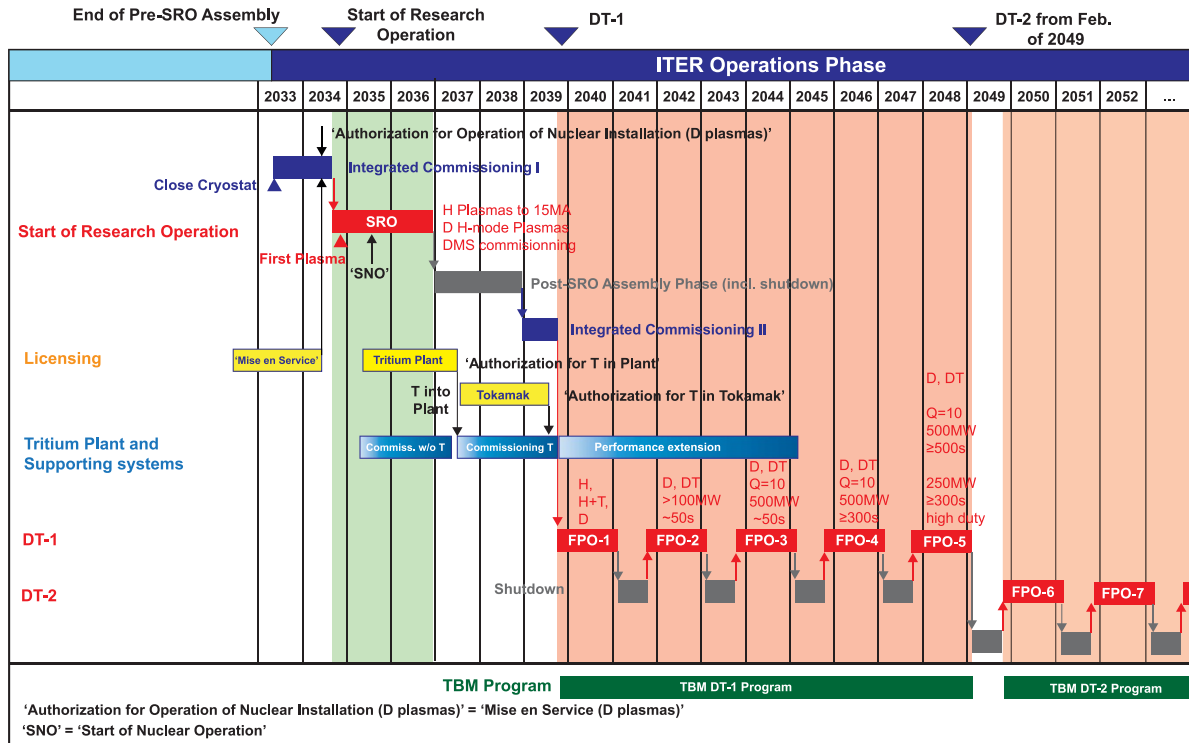 End of Pre-SRO Assembly
Start of Research
Operation
DT-1
DT-2 from Feb.
of 2049
ITER Operations Phase
2033 2034 2035 2036 2037 2038 2039 2040 2041 2042 2043 2044 2045 2046 2047 2048 2049 2050 2051 2052 ...
‘Authorization for Operation of Nuclear Installation (D plasmas)’
Close Cryostat
Integrated Commissioning I
Start of Research Operation
SRO
H Plasmas to 15MA
D H-mode Plasmas
DMS commisionning
First Plasma
‘SNO’
Post-SRO Assembly Phase (incl. shutdown)
Integrated Commissioning II
Licensing
‘Mise en Service’
Tritium Plant
‘Authorization for T in Plant’
T into
Plant
Tokamak
‘Authorization for T in Tokamak’
Tritium Plant and
Supporting systems
Commiss. w/o T
Commissioning T
Performance extension
H,
H+T,
D
D, DT
>100MW
~50s
D, DT
Q=10
500MW
~50s
D, DT
Q=10
500MW
≥300s
D, DT
Q=10
500MW
≥500s
250MW
≥300s
high duty
DT-1
FPO-1
FPO-2
FPO-3
FPO-4
FPO-5
DT-2
Shutdown
FPO-6
FPO-7
TBM Program
TBM DT-1 Program
TBM DT-2 Program
‘Authorization for Operation of Nuclear Installation (D plasmas)’ = ‘Mise en Service (D plasmas)’
‘SNO’ = ‘Start of Nuclear Operation’